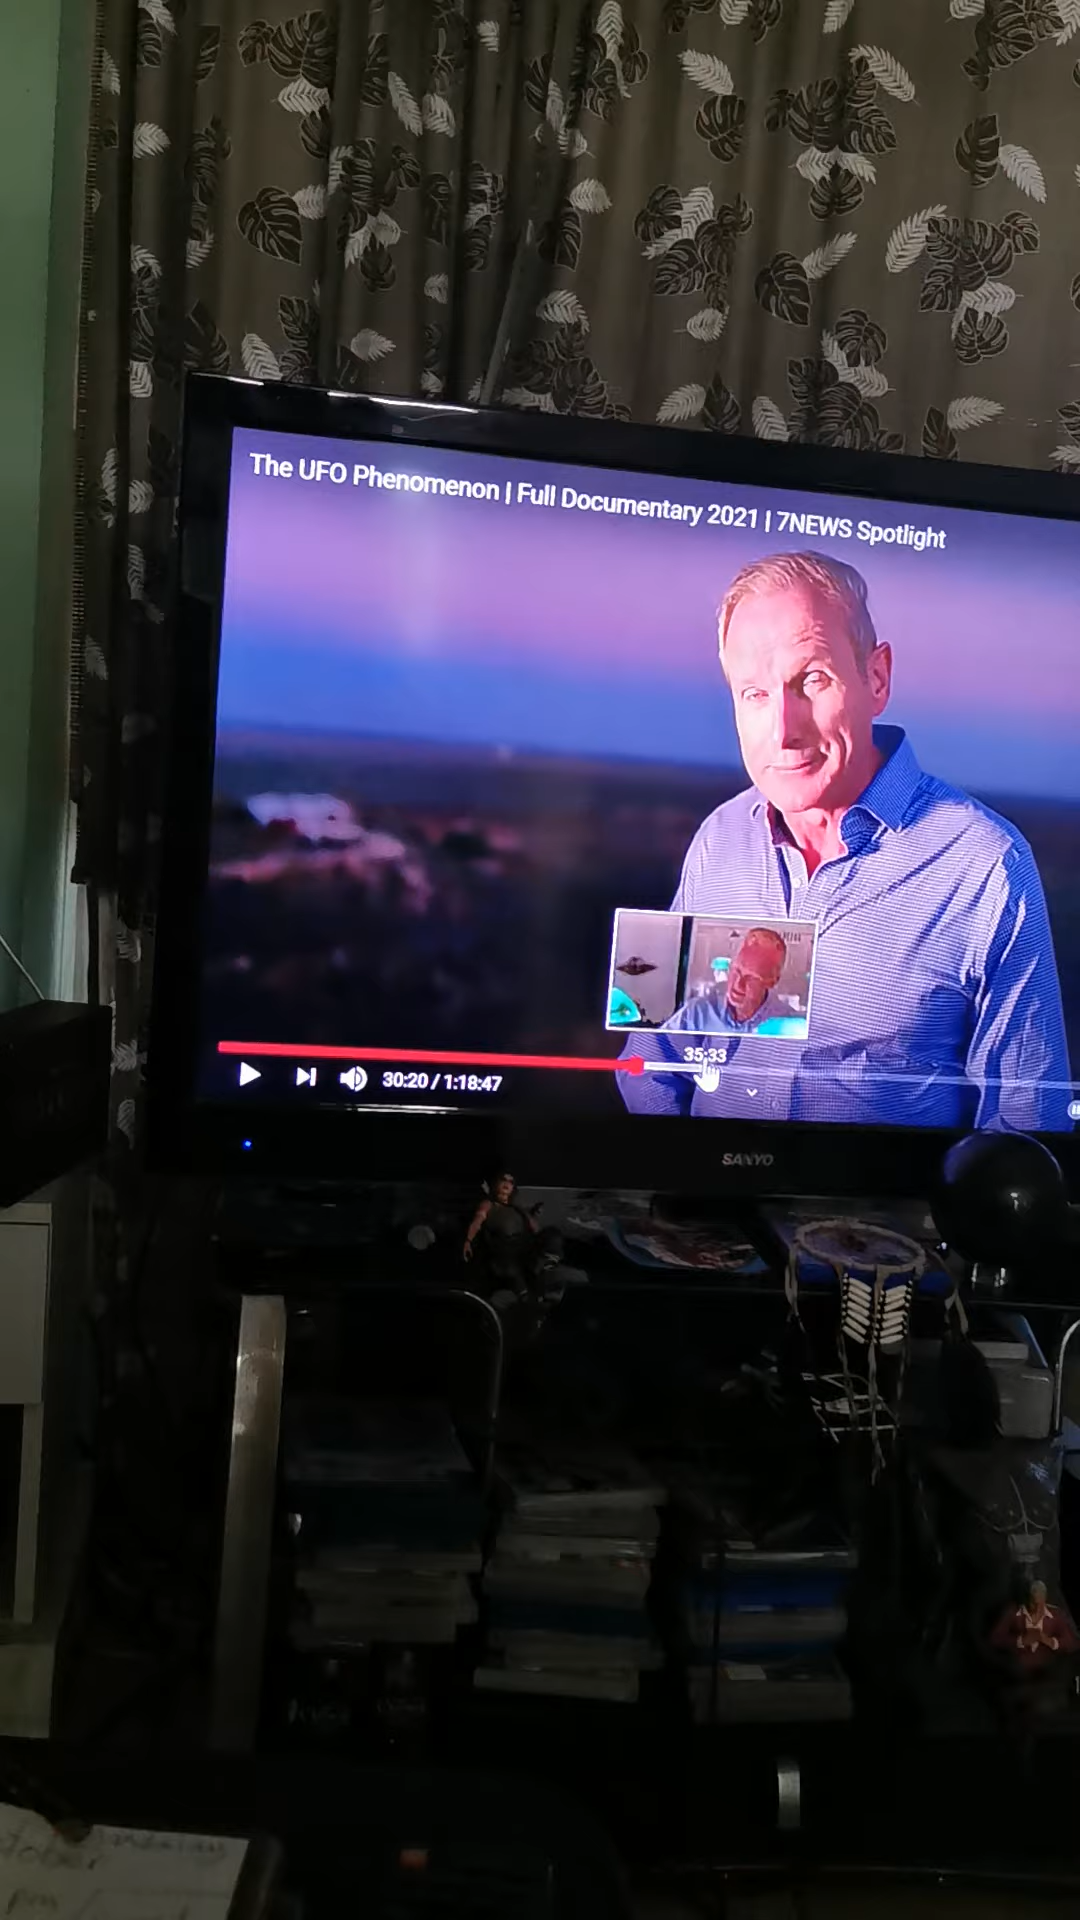 The UFO Phenomenon | Full Documentary 2021 | 7NEWS Spotlight
35:33
30:20 / 1:18:47
SANYO